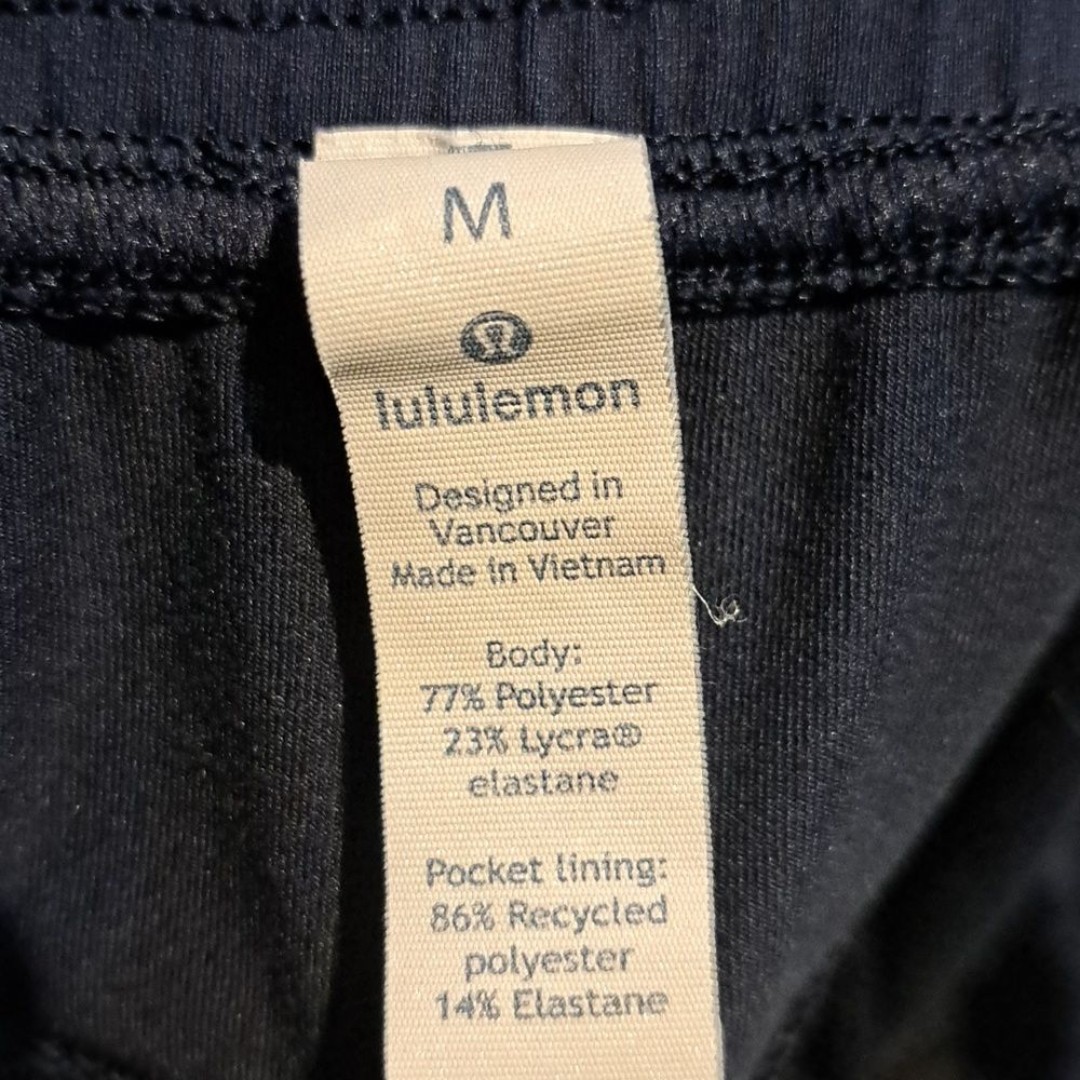 M
lululemon
Designed in
Vancouver
Made in Vietnam
Body:
77% Polyester
23% Lycra®
elastane
Pocket lining:
86% Recycled
polyester
14% Elastane